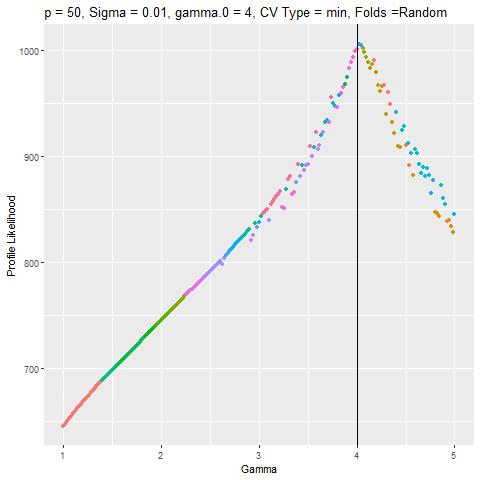 p = 50, Sigma = 0.01, gamma.0 = 4, CV Type = min, Folds =Random
Profile Likelihood
1000
900
800
700
1 2 3 4 5
Gamma